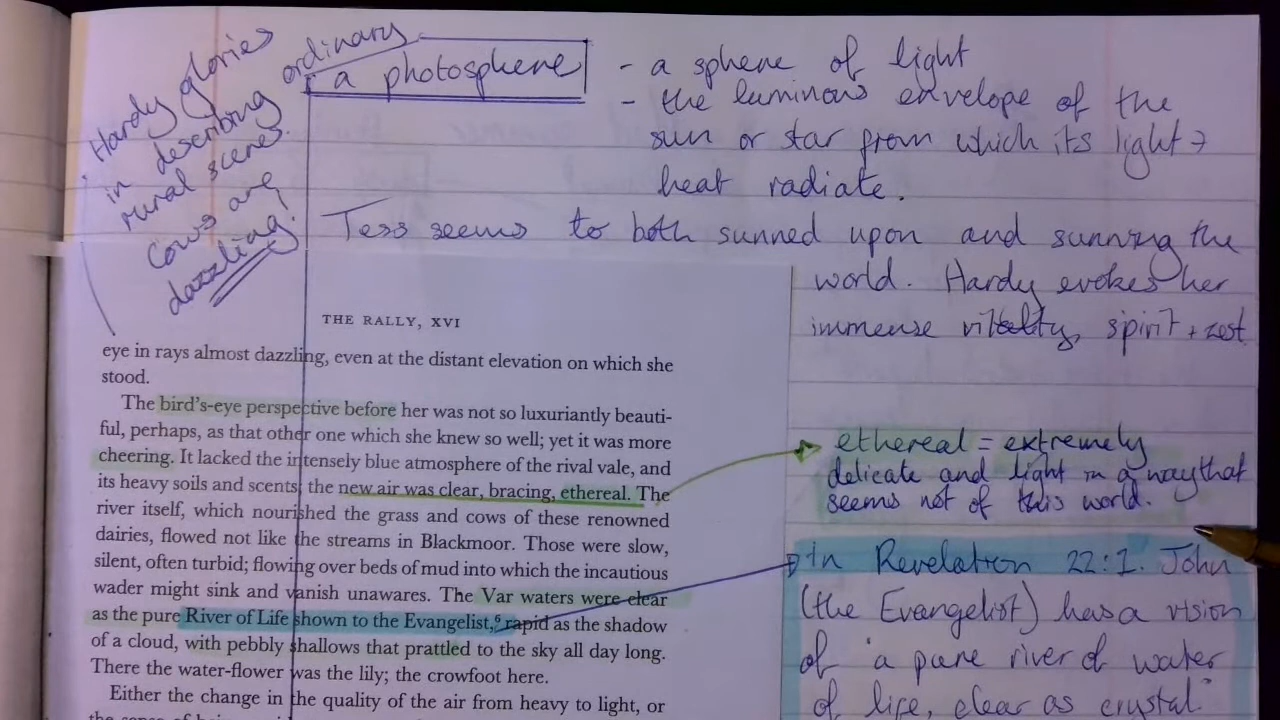 Hardy glories
in describing ordinary
rural scenes.
Cows are
dazzling!
a photosphere
- a sphere of light
- the luminous envelope of the
sun or star from which its light +
heat radiate.
Tess seems to both sunned upon and sunning the
world. Hardy evokes her
immense vitality, spirit + zest
THE RALLY, XVI
eye in rays almost dazzling, even at the distant elevation on which she
stood.
The bird's-eye perspective before her was not so luxuriantly beauti-
ful, perhaps, as that other one which she knew so well; yet it was more
cheering. It lacked the intensely blue atmosphere of the rival vale, and
its heavy soils and scents; the new air was clear, bracing, ethereal. The
river itself, which nourished the grass and cows of these renowned
dairies, flowed not like the streams in Blackmoor. Those were slow,
silent, often turbid; flowing over beds of mud into which the incautious
wader might sink and vanish unawares. The Var waters were clear
as the pure River of Life shown to the Evangelist,⁶ rapid as the shadow
of a cloud, with pebbly shallows that prattled to the sky all day long.
There the water-flower was the lily; the crowfoot here.
Either the change in the quality of the air from heavy to light, or
ethereal = extremely
delicate and light in a way that
seems not of this world.
In Revelation 22:1. John
(the Evangelist) has a vision
of 'a pure river of water
of life, clear as crystal.'